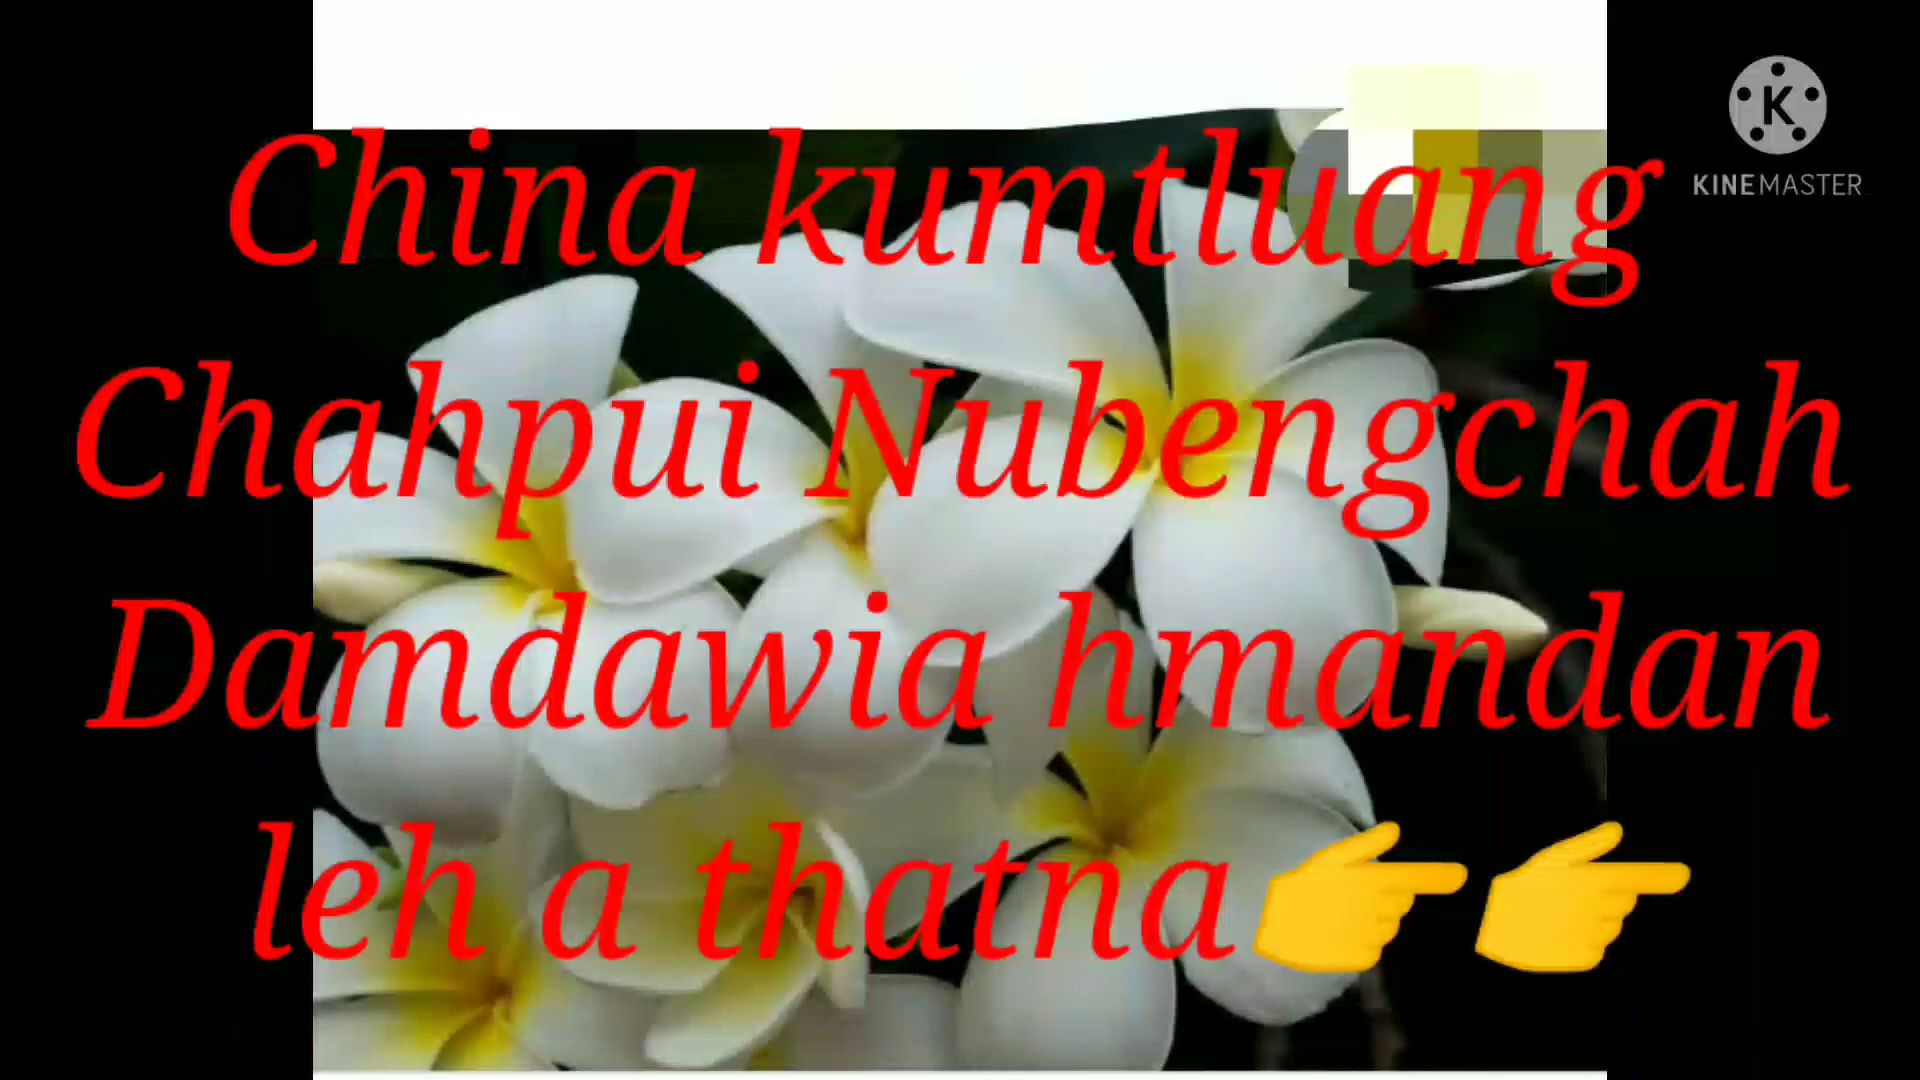 China kumtluang
Chahpui Nubengchah
Damdawia hmandan
leh a thatna👉👉
KINEMASTER